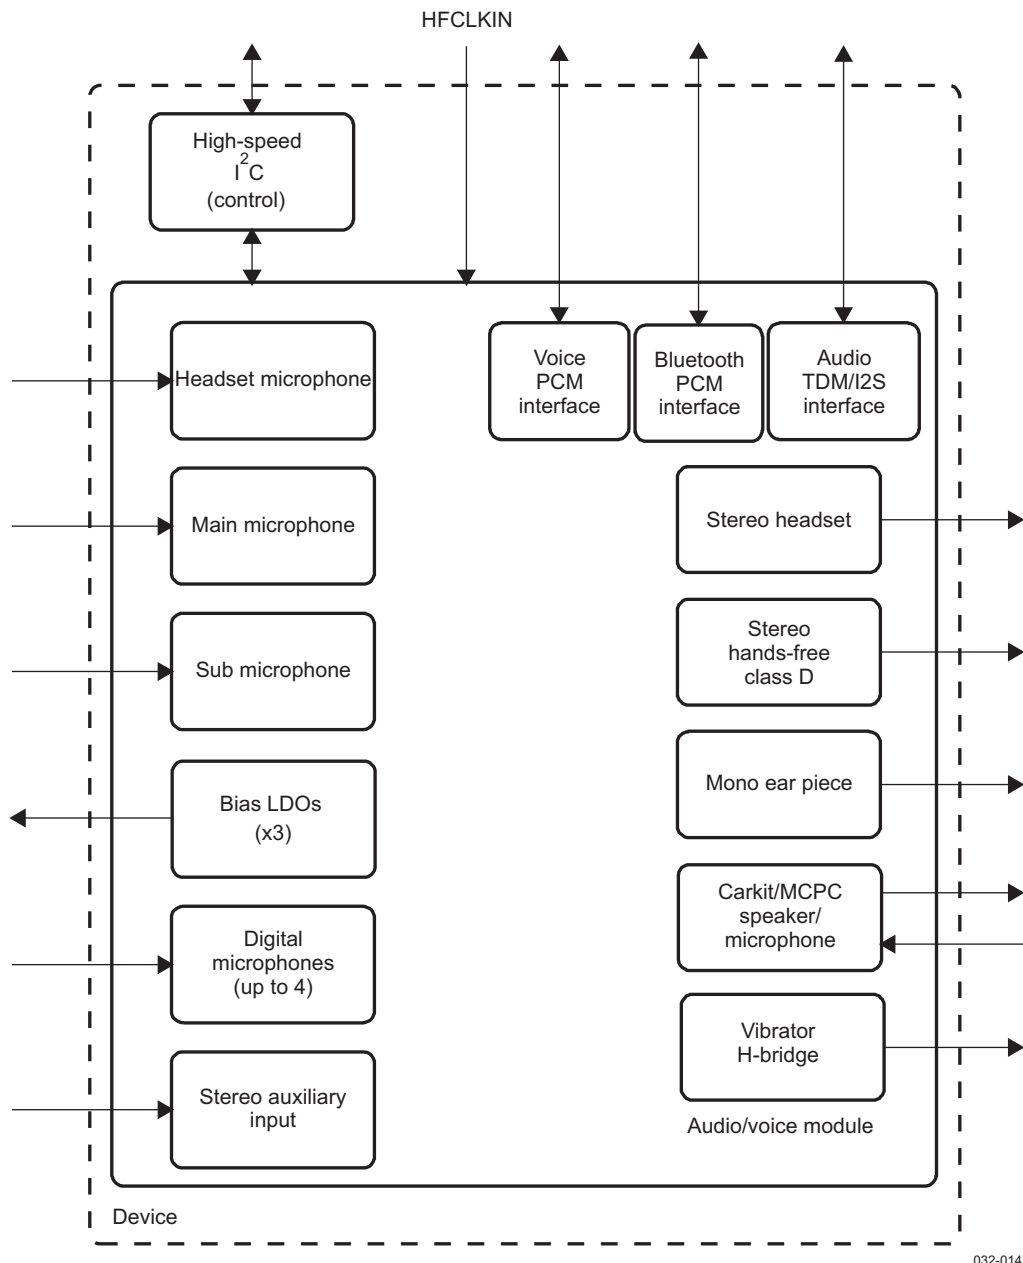 HFCLKIN
High-speed
I²C
(control)
Headset microphone
Voice
PCM
interface
Bluetooth
PCM
interface
Audio
TDM/I2S
interface
Main microphone
Stereo headset
Sub microphone
Stereo
hands-free
class D
Bias LDOs
(x3)
Mono ear piece
Digital
microphones
(up to 4)
Carkit/MCPC
speaker/
microphone
Stereo auxiliary
input
Vibrator
H-bridge
Audio/voice module
Device
032-014